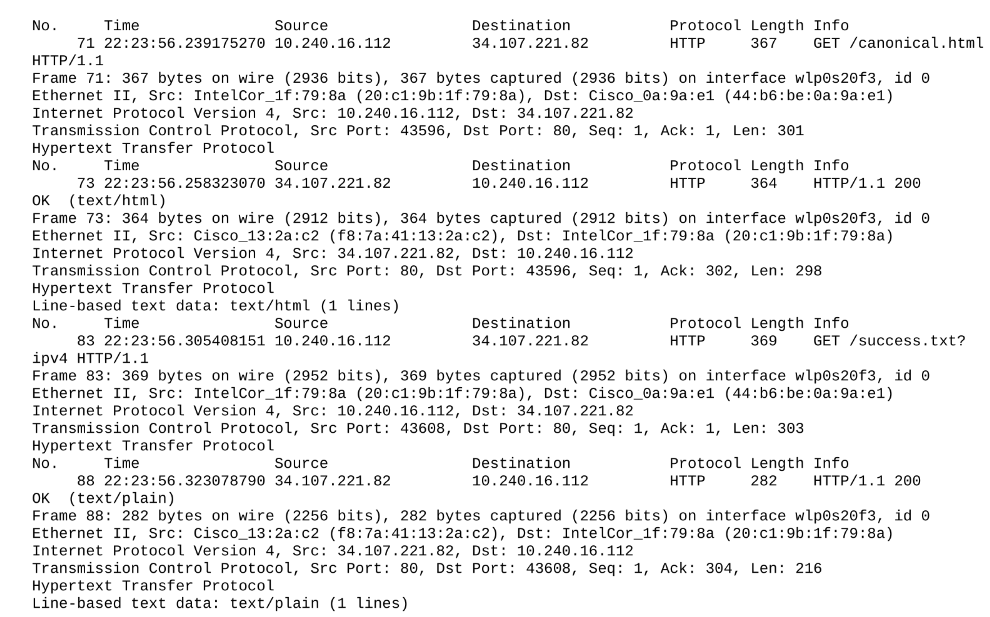 No.     Time               Source                Destination           Protocol Length Info
     71 22:23:56.239175270 10.240.16.112         34.107.221.82         HTTP     367    GET /canonical.html
HTTP/1.1
Frame 71: 367 bytes on wire (2936 bits), 367 bytes captured (2936 bits) on interface wlp0s20f3, id 0
Ethernet II, Src: IntelCor_1f:79:8a (20:c1:9b:1f:79:8a), Dst: Cisco_0a:9a:e1 (44:b6:be:0a:9a:e1)
Internet Protocol Version 4, Src: 10.240.16.112, Dst: 34.107.221.82
Transmission Control Protocol, Src Port: 43596, Dst Port: 80, Seq: 1, Ack: 1, Len: 301
Hypertext Transfer Protocol
No.     Time               Source                Destination           Protocol Length Info
     73 22:23:56.258323070 34.107.221.82         10.240.16.112         HTTP     364    HTTP/1.1 200
OK  (text/html)
Frame 73: 364 bytes on wire (2912 bits), 364 bytes captured (2912 bits) on interface wlp0s20f3, id 0
Ethernet II, Src: Cisco_13:2a:c2 (f8:7a:41:13:2a:c2), Dst: IntelCor_1f:79:8a (20:c1:9b:1f:79:8a)
Internet Protocol Version 4, Src: 34.107.221.82, Dst: 10.240.16.112
Transmission Control Protocol, Src Port: 80, Dst Port: 43596, Seq: 1, Ack: 302, Len: 298
Hypertext Transfer Protocol
Line-based text data: text/html (1 lines)
No.     Time               Source                Destination           Protocol Length Info
     83 22:23:56.305408151 10.240.16.112         34.107.221.82         HTTP     369    GET /success.txt?
ipv4 HTTP/1.1
Frame 83: 369 bytes on wire (2952 bits), 369 bytes captured (2952 bits) on interface wlp0s20f3, id 0
Ethernet II, Src: IntelCor_1f:79:8a (20:c1:9b:1f:79:8a), Dst: Cisco_0a:9a:e1 (44:b6:be:0a:9a:e1)
Internet Protocol Version 4, Src: 10.240.16.112, Dst: 34.107.221.82
Transmission Control Protocol, Src Port: 43608, Dst Port: 80, Seq: 1, Ack: 1, Len: 303
Hypertext Transfer Protocol
No.     Time               Source                Destination           Protocol Length Info
     88 22:23:56.323078790 34.107.221.82         10.240.16.112         HTTP     282    HTTP/1.1 200
OK  (text/plain)
Frame 88: 282 bytes on wire (2256 bits), 282 bytes captured (2256 bits) on interface wlp0s20f3, id 0
Ethernet II, Src: Cisco_13:2a:c2 (f8:7a:41:13:2a:c2), Dst: IntelCor_1f:79:8a (20:c1:9b:1f:79:8a)
Internet Protocol Version 4, Src: 34.107.221.82, Dst: 10.240.16.112
Transmission Control Protocol, Src Port: 80, Dst Port: 43608, Seq: 1, Ack: 304, Len: 216
Hypertext Transfer Protocol
Line-based text data: text/plain (1 lines)